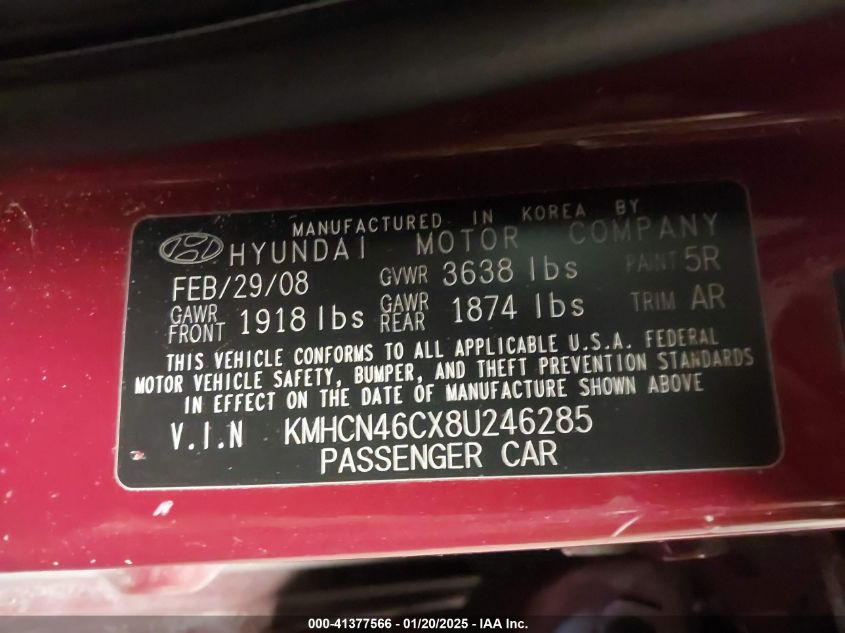 MANUFACTURED IN KOREA BY
HYUNDAI MOTOR COMPANY
FEB/29/08 GVWR 3638 lbs PAINT 5R
GAWR FRONT 1918 lbs GAWR REAR 1874 lbs TRIM AR
THIS VEHICLE CONFORMS TO ALL APPLICABLE U.S.A. FEDERAL
MOTOR VEHICLE SAFETY, BUMPER, AND THEFT PREVENTION STANDARDS
IN EFFECT ON THE DATE OF MANUFACTURE SHOWN ABOVE
V.I.N KMHCN46CX8U246285
PASSENGER CAR
000-41377566 - 01/20/2025 - IAA Inc.